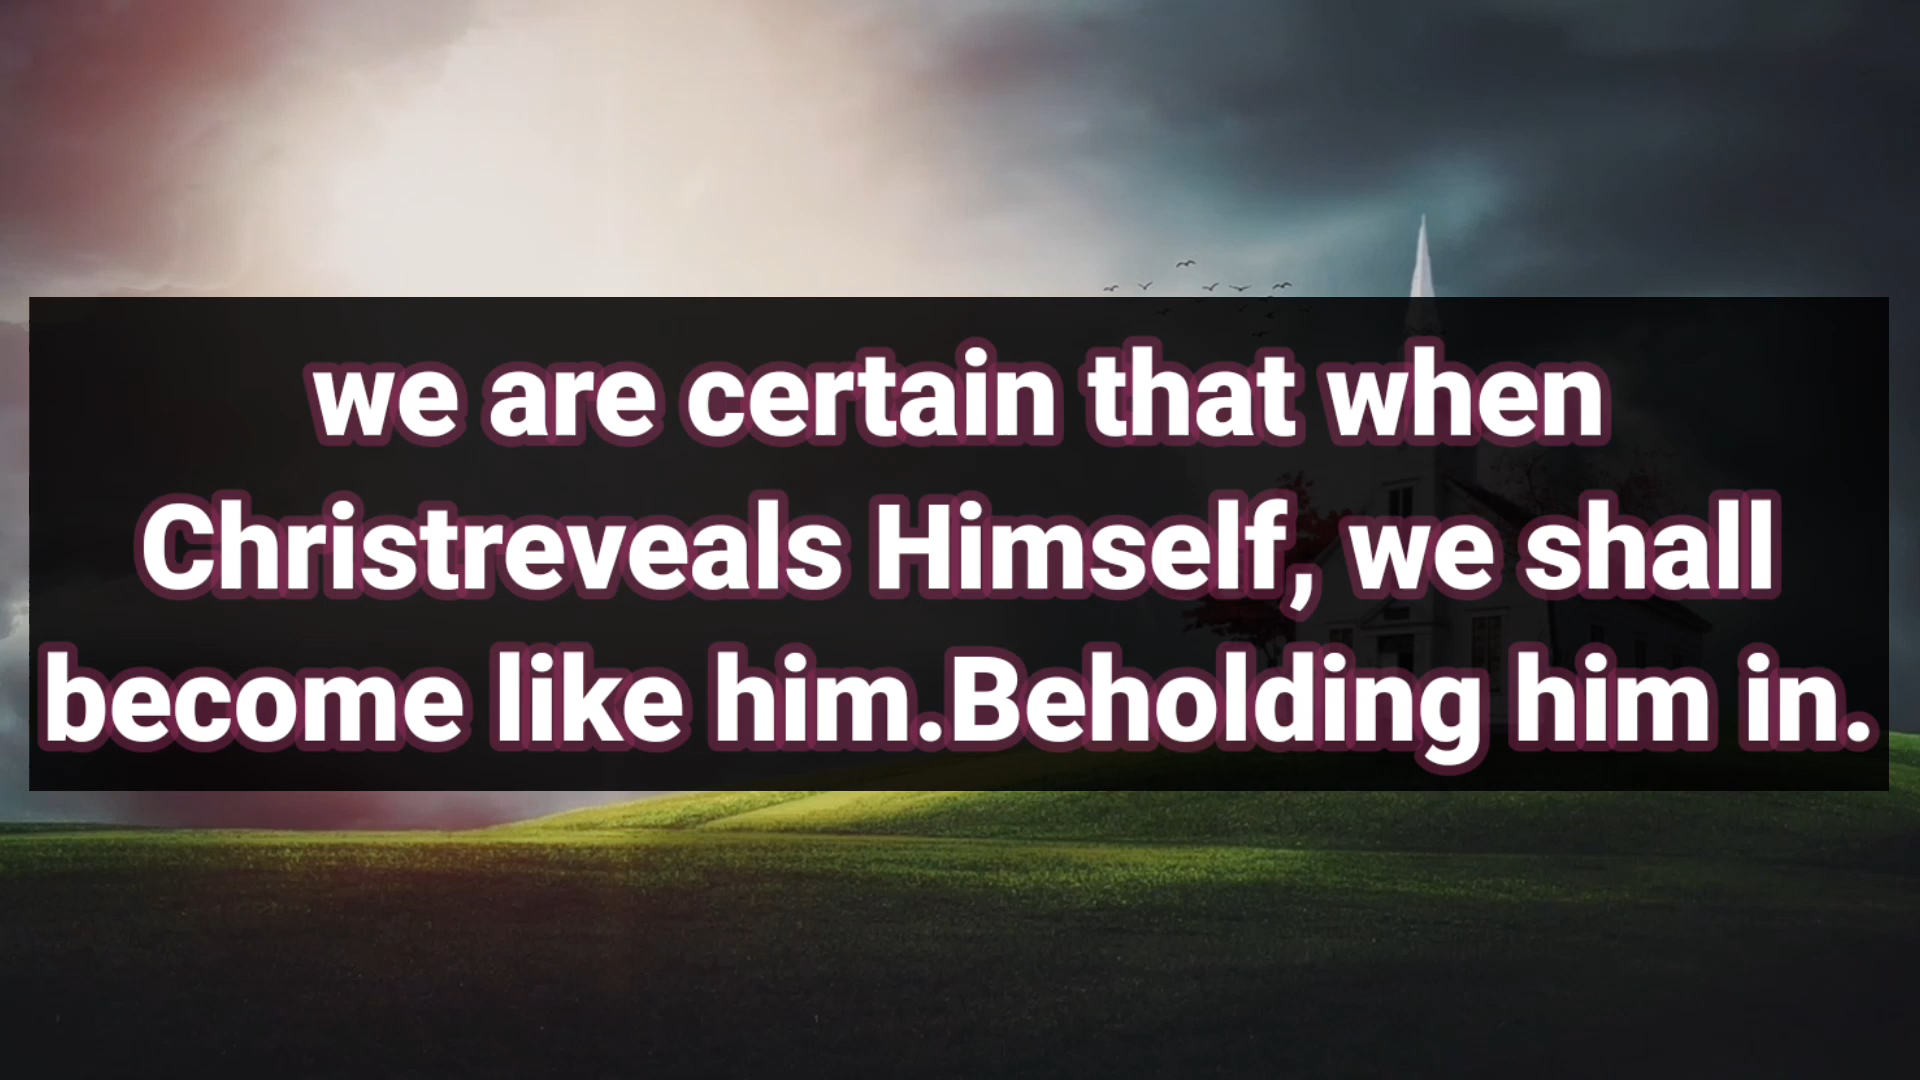 we are certain that when
Christreveals Himself, we shall
become like him.Beholding him in.